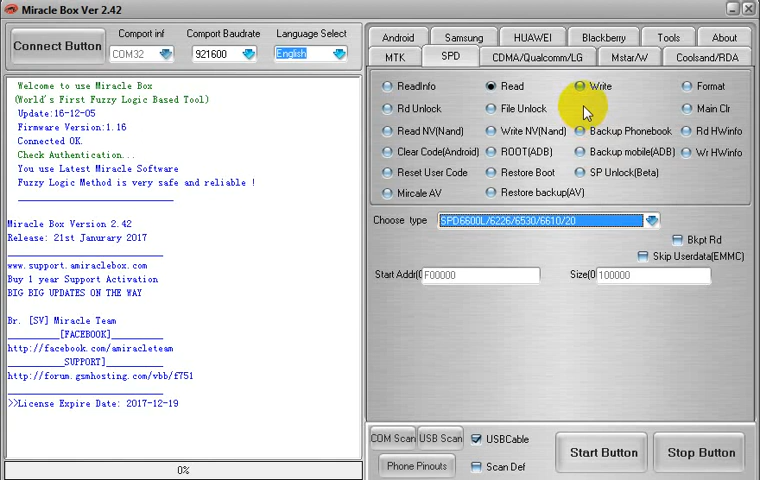 Miracle Box Ver 2.42
Connect Button
Comport inf
Comport Baudrate
Language Select
COM32
921600
English
Android
Samsung
HUAWEI
Blackberry
Tools
About
MTK
SPD
CDMA/Qualcomm/LG
Mstar/W
Coolsand/RDA
Welcome to use Miracle Box
(World's First Fuzzy Logic Based Tool)
Update:16-12-05
Firmware Version:1.16
Connected OK.
Check Authentication...
You use Latest Miracle Software
Fuzzy Logic Method is very safe and reliable !
Miracle Box Version 2.42
Release: 21st Janurary 2017
www.support.amiraclebox.com
Buy 1 year Support Activation
BIG BIG UPDATES ON THE WAY
Br. [SV] Miracle Team
[FACEBOOK]
http://facebook.com/amiracleteam
SUPPORT]
http://forum.gsmhosting.com/vbb/f751
>>License Expire Date: 2017-12-19
0%
ReadInfo
Read
Write
Format
Rd Unlock
File Unlock
Main Clr
Read NV(Nand)
Write NV(Nand)
Backup Phonebook
Rd HWinfo
Clear Code(Android)
ROOT(ADB)
Backup mobile(ADB)
Wr HWinfo
Reset User Code
Restore Boot
SP Unlock(Beta)
Mircale AV
Restore backup(AV)
Choose type
SPD6600L/6226/6530/6610/20
Bkpt Rd
Skip Userdata(EMMC)
Start Addr(0
F00000
Size(0
100000
COM Scan
USB Scan
USBCable
Phone Pinouts
Scan Def
Start Button
Stop Button